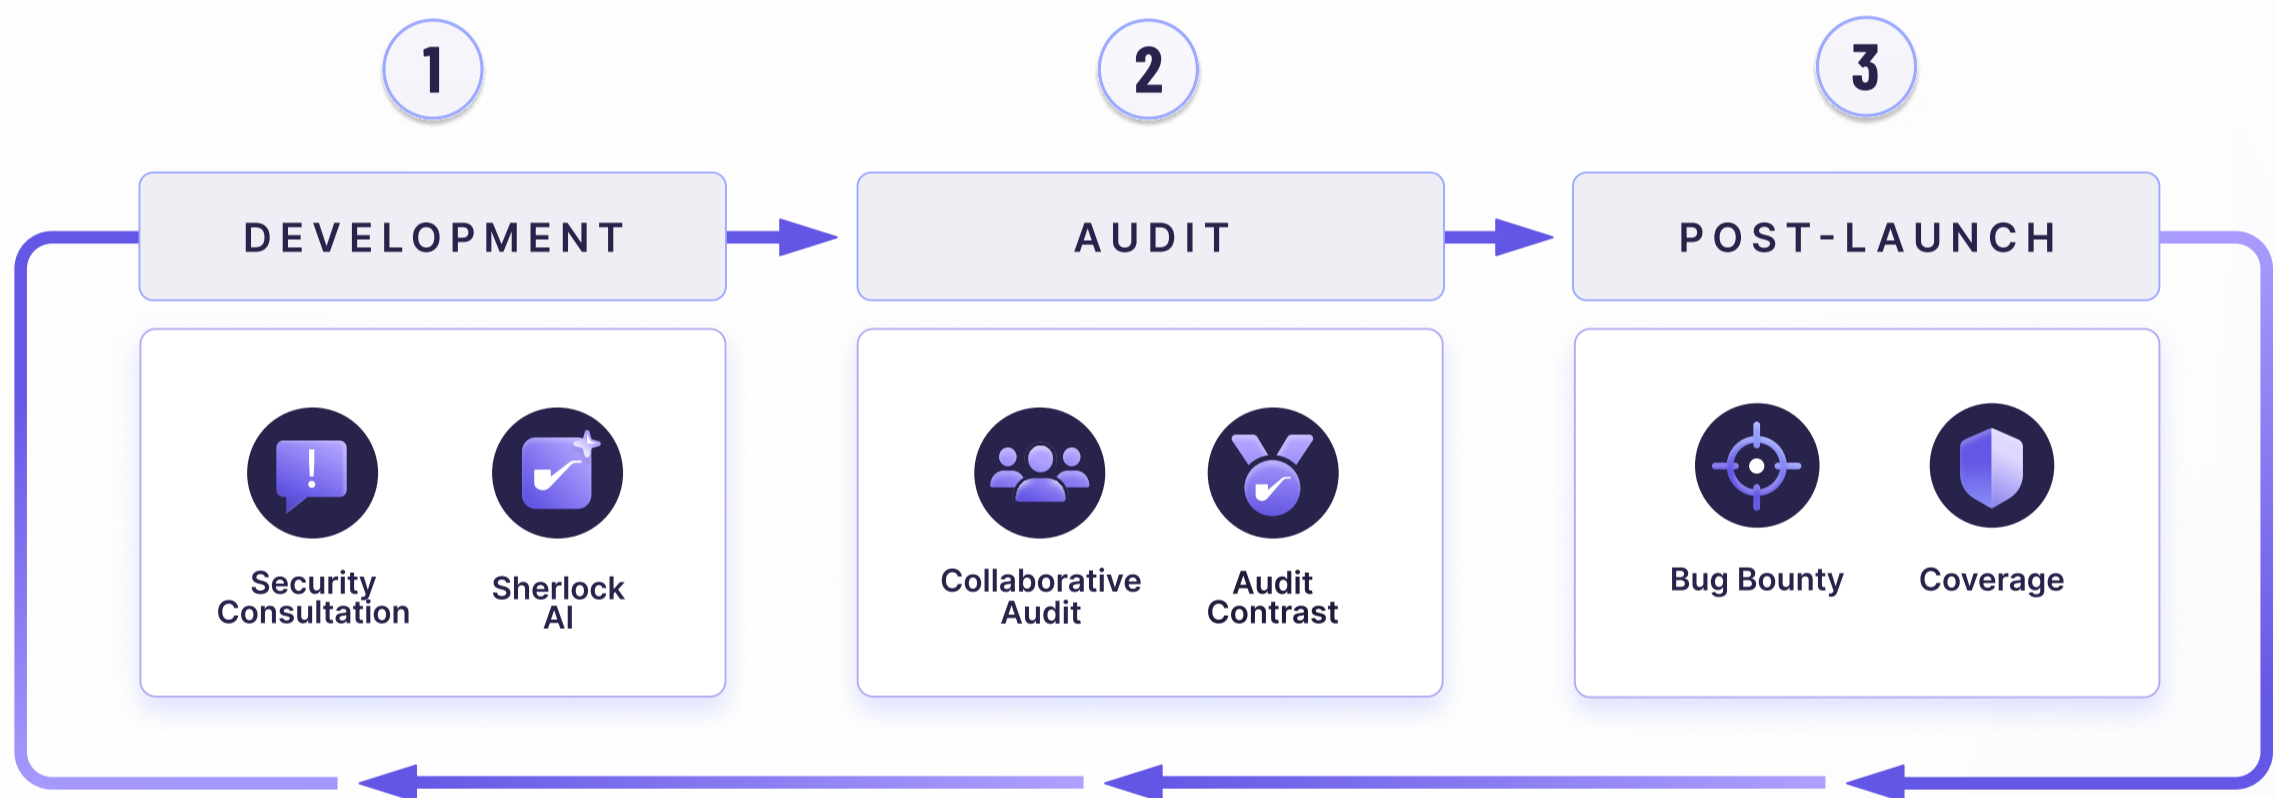 1
2
3
DEVELOPMENT
AUDIT
POST-LAUNCH
Security
Consultation
Sherlock
AI
Collaborative
Audit
Audit
Contrast
Bug Bounty
Coverage